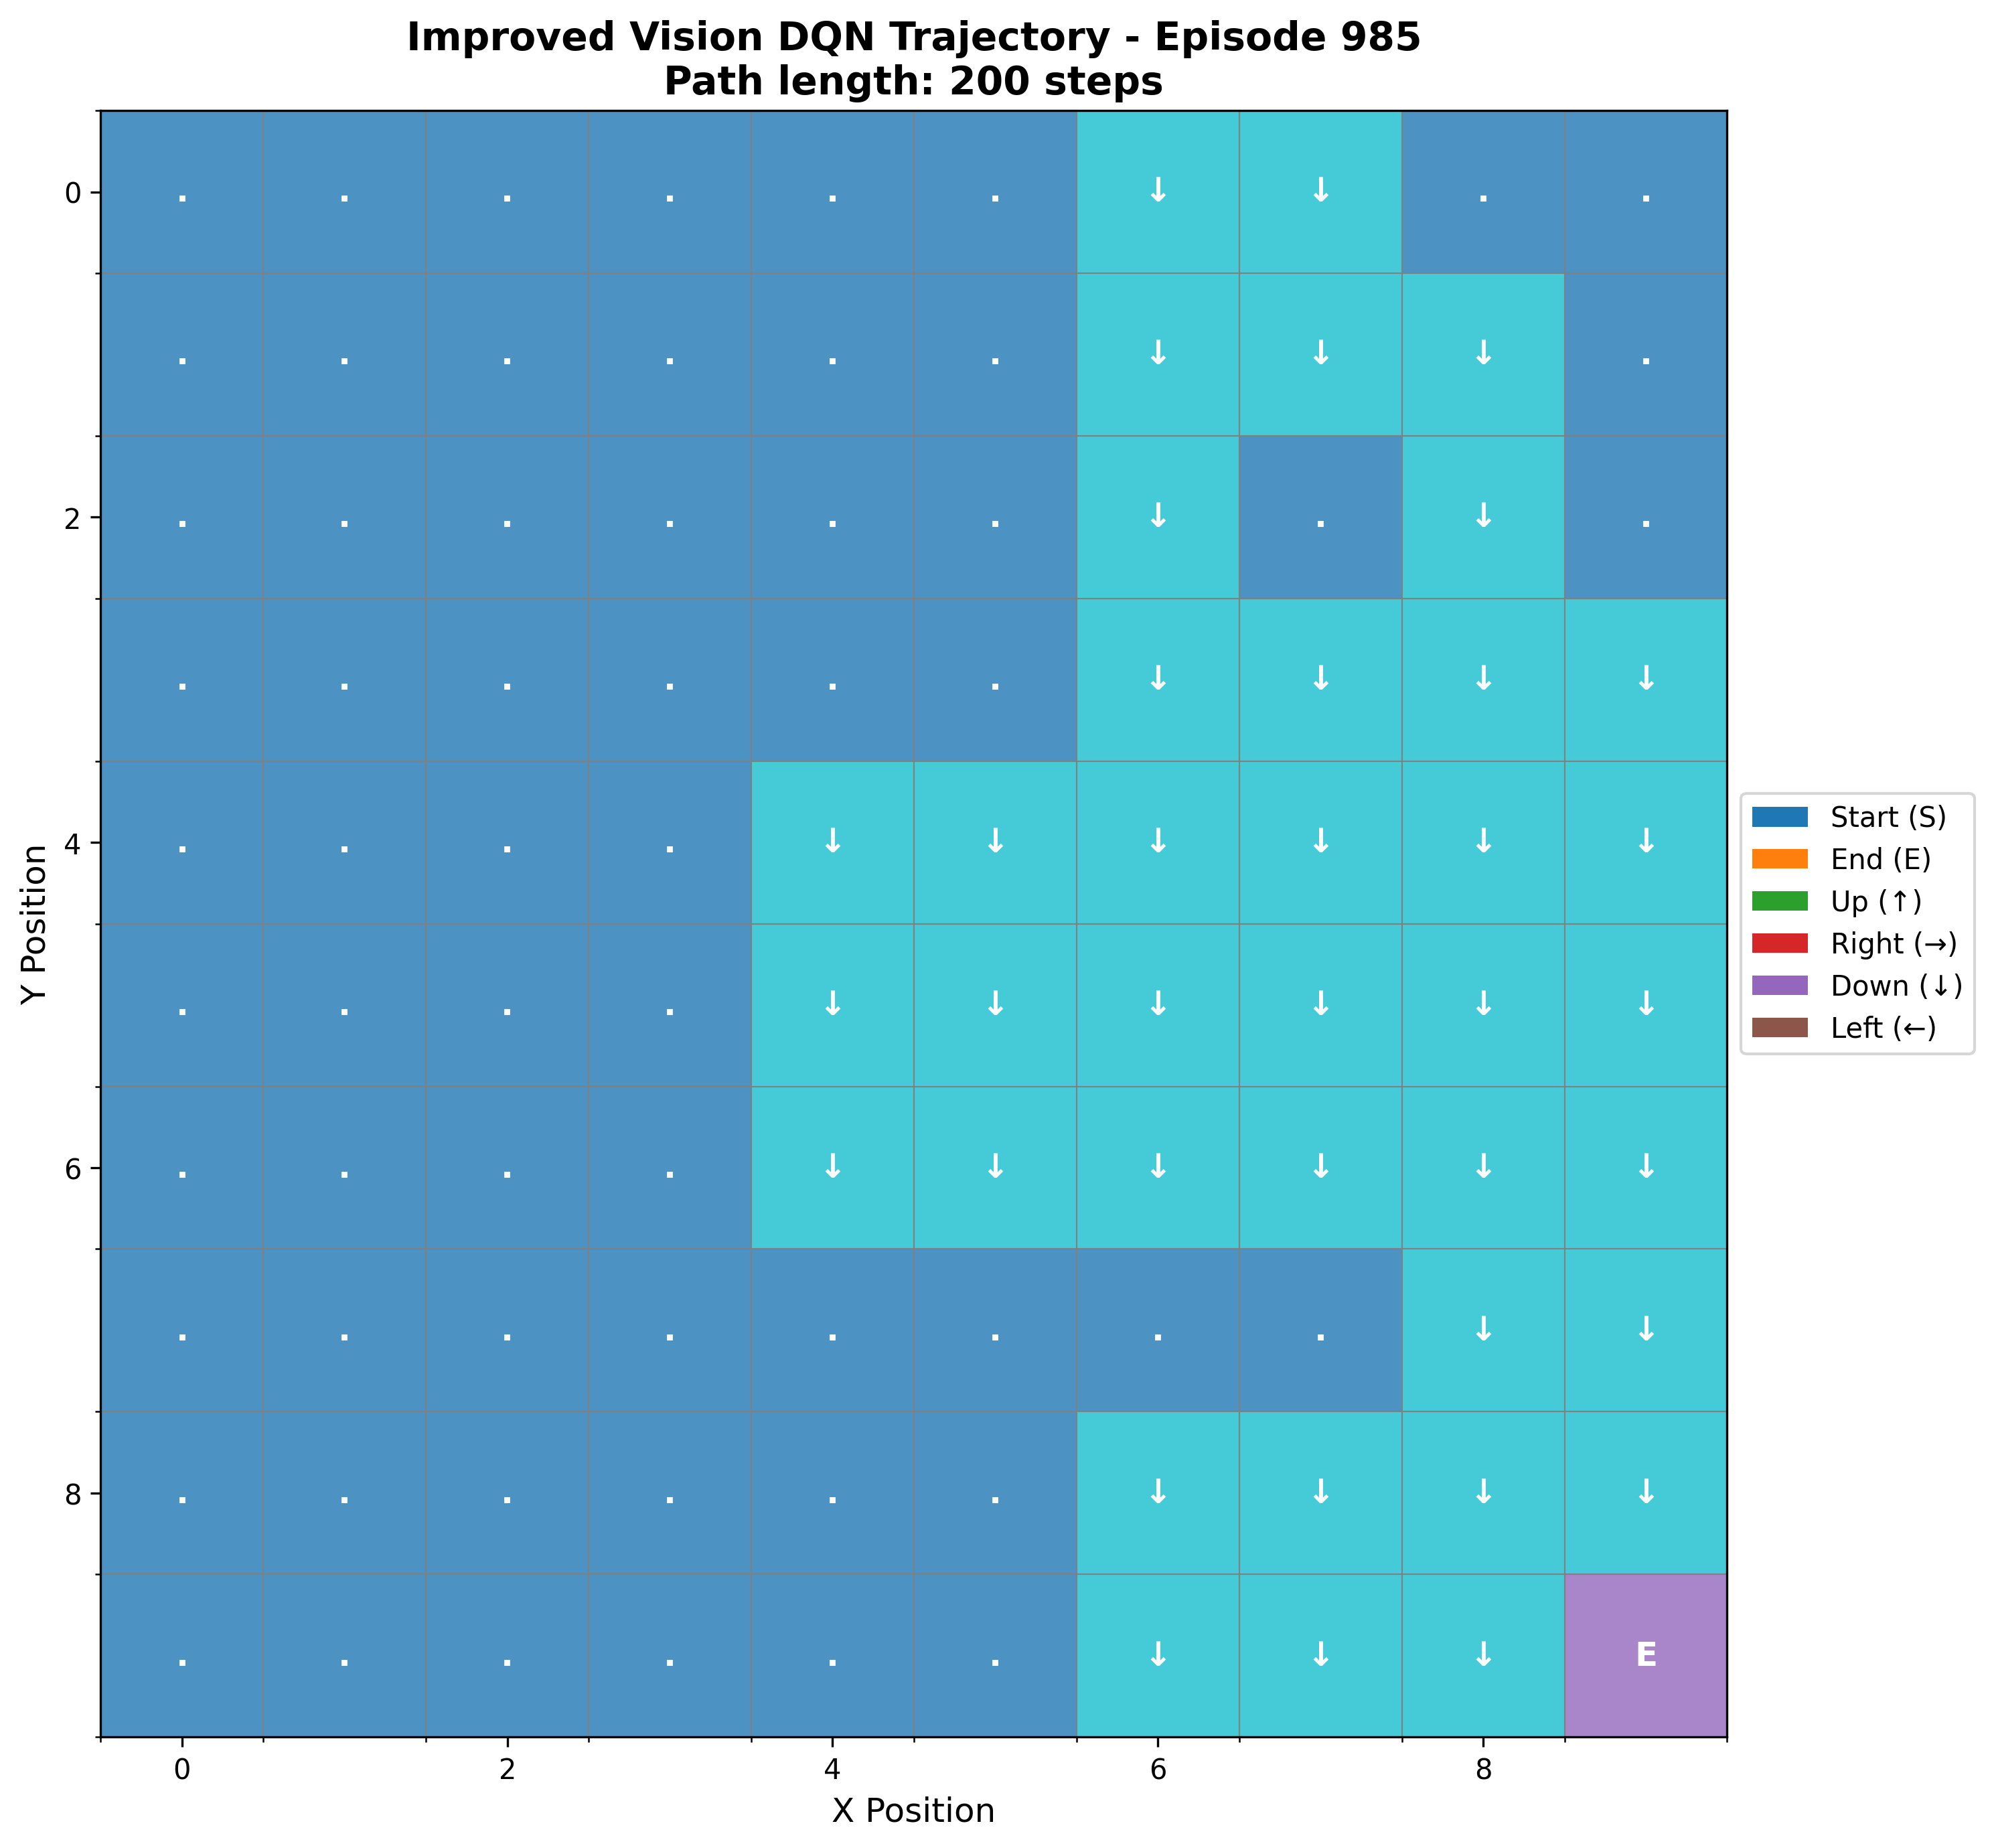 Improved Vision DQN Trajectory - Episode 985
Path length: 200 steps
0 . . . . . . ↓ ↓ . .
. . . . . . ↓ ↓ ↓ .
2 . . . . . . ↓ . ↓ .
. . . . . . ↓ ↓ ↓ ↓
4 . . . . ↓ ↓ ↓ ↓ ↓ ↓
. . . . ↓ ↓ ↓ ↓ ↓ ↓
6 . . . . ↓ ↓ ↓ ↓ ↓ ↓
. . . . . . . . ↓ ↓
8 . . . . . . ↓ ↓ ↓ ↓
. . . . . . ↓ ↓ ↓ E
0 2 4 6 8
X Position
Y Position
Start (S)
End (E)
Up (↑)
Right (→)
Down (↓)
Left (←)